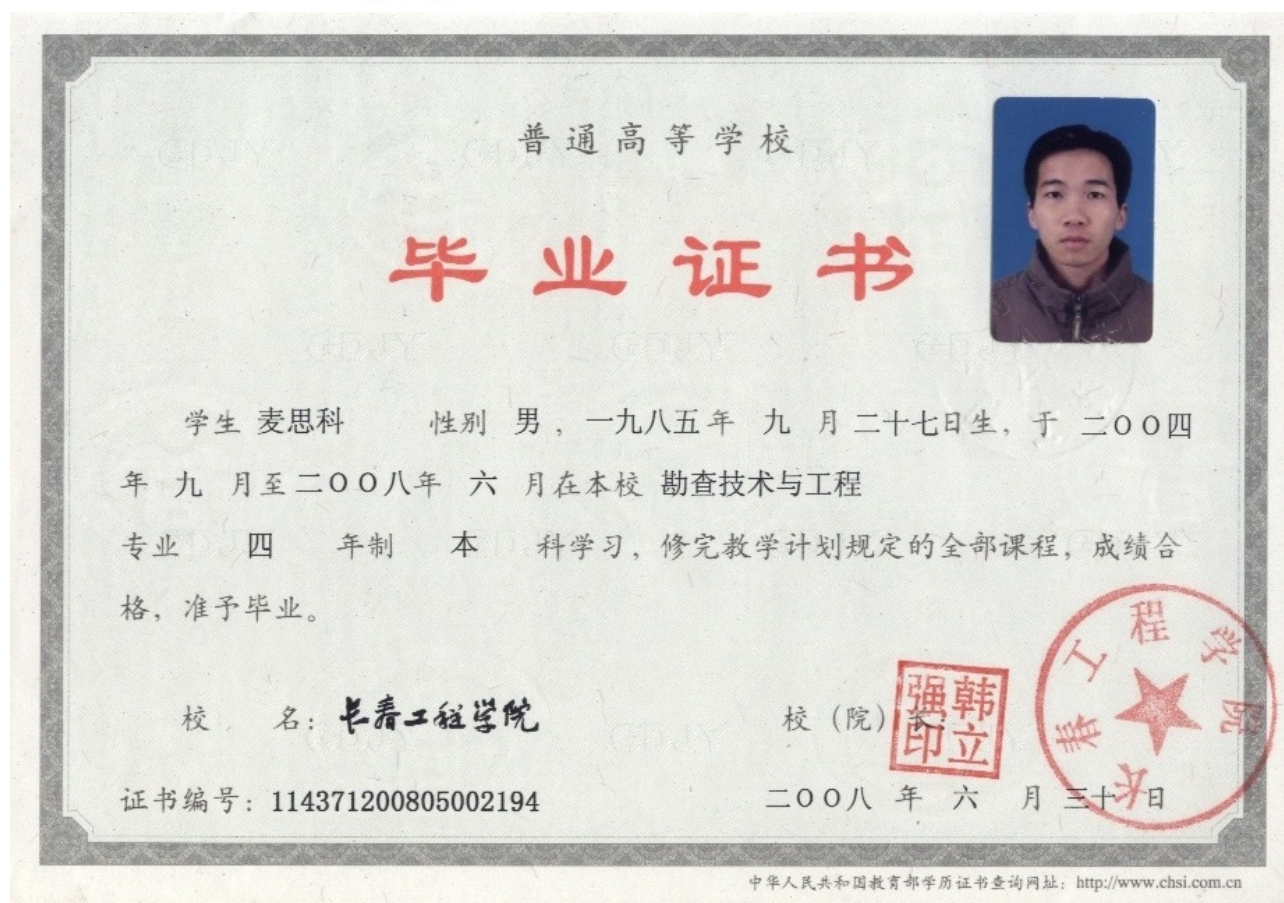 普通高等学校
毕业证书
学生 麦思科 性别 男，一九八五年 九 月 二十七日生，于 二〇〇四
年 九 月至二〇〇八年 六 月在本校 勘查技术与工程
专业 四 年制 本 科学习，修完教学计划规定的全部课程，成绩合
格，准予毕业。
校 名：长春工程学院
校（院）长：
韩立强印
长春工程学院
证书编号：114371200805002194
二〇〇八 年 六 月 三十 日
中华人民共和国教育部学历证书查询网址：http://www.chsi.com.cn